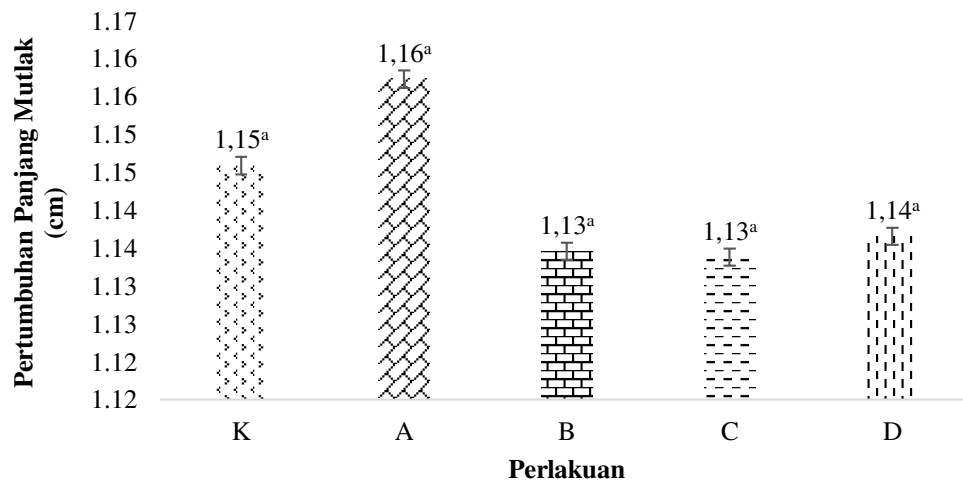 Pertumbuhan Panjang Mutlak
(cm)
1.17
1.16
1.16
1.15
1.15
1.14
1.14
1.13
1.13
1.12
1.12
1,15ᵃ
1,16ᵃ
1,13ᵃ
1,13ᵃ
1,14ᵃ
K A B C D
Perlakuan